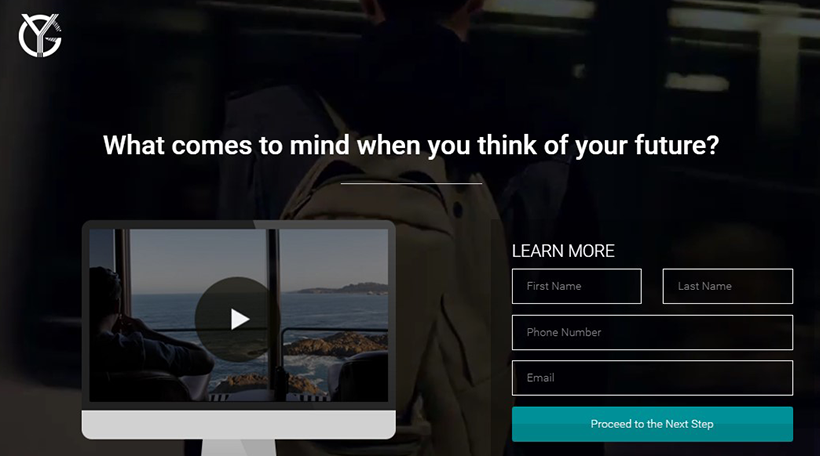 YG
What comes to mind when you think of your future?
LEARN MORE
First Name
Last Name
Phone Number
Email
Proceed to the Next Step